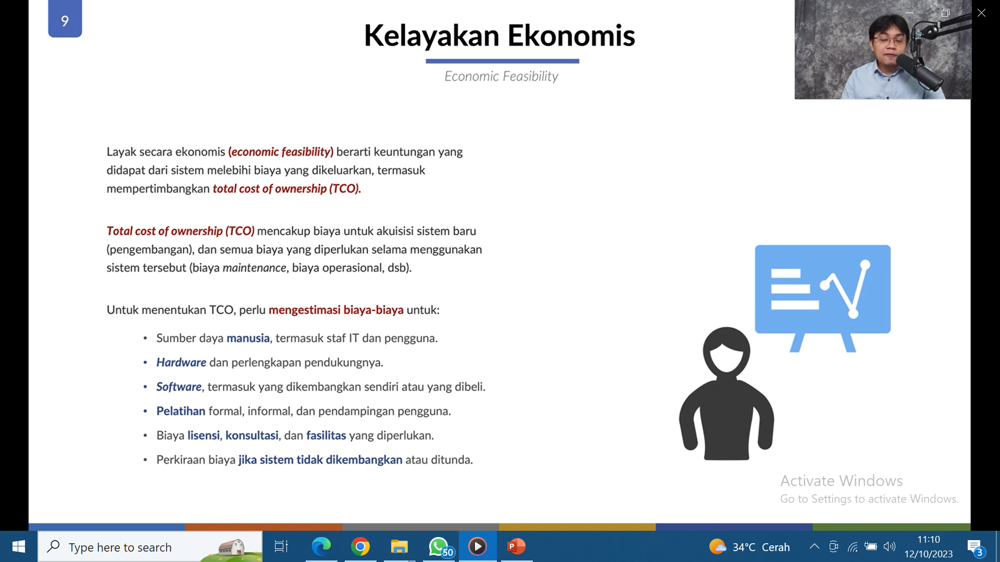 9
Kelayakan Ekonomis
Economic Feasibility
Layak secara ekonomis (economic feasibility) berarti keuntungan yang
didapat dari sistem melebihi biaya yang dikeluarkan, termasuk
mempertimbangkan total cost of ownership (TCO).
Total cost of ownership (TCO) mencakup biaya untuk akuisisi sistem baru
(pengembangan), dan semua biaya yang diperlukan selama menggunakan
sistem tersebut (biaya maintenance, biaya operasional, dsb).
Untuk menentukan TCO, perlu mengestimasi biaya-biaya untuk:
• Sumber daya manusia, termasuk staf IT dan pengguna.
• Hardware dan perlengkapan pendukungnya.
• Software, termasuk yang dikembangkan sendiri atau yang dibeli.
• Pelatihan formal, informal, dan pendampingan pengguna.
• Biaya lisensi, konsultasi, dan fasilitas yang diperlukan.
• Perkiraan biaya jika sistem tidak dikembangkan atau ditunda.
Activate Windows
Go to Settings to activate Windows.
Type here to search
50
P
34°C Cerah
11:10
12/10/2023
3